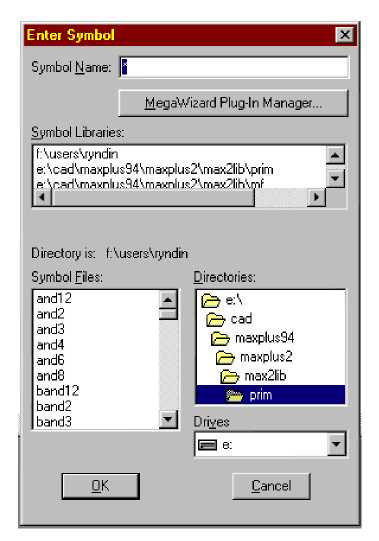 Enter Symbol
Symbol Name: *
MegaWizard Plug-In Manager...
Symbol Libraries:
f:\users\ryndin
e:\cad\maxplus94\maxplus2\max2lib\prim
e:\cad\maxplus94\maxplus2\max2lib\mf
Directory is: f:\users\ryndin
Symbol Files:
and12
and2
and3
and4
and6
and8
band12
band2
band3
Directories:
e:\
cad
maxplus94
maxplus2
max2lib
prim
Drives
e:
OK
Cancel